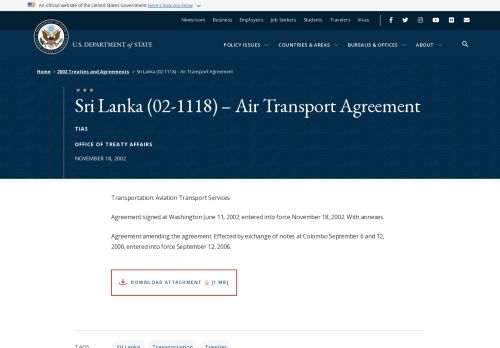 An official website of the United States Government Here's how you know
Newsroom Business Employers Job Seekers Students Travelers Visas
U.S. DEPARTMENT of STATE
POLICY ISSUES COUNTRIES & AREAS BUREAUS & OFFICES ABOUT
Home > 2002 Treaties and Agreements > Sri Lanka (02-1118) – Air Transport Agreement
Sri Lanka (02-1118) – Air Transport Agreement
TIAS
OFFICE OF TREATY AFFAIRS
NOVEMBER 18, 2002
Transportation: Aviation Transport Services
Agreement signed at Washington June 11, 2002; entered into force November 18, 2002; With annexes.
Agreement amending the agreement. Effected by exchange of notes at Colombo September 6 and 12,
2006; entered into force September 12, 2006.
DOWNLOAD ATTACHMENT [1 MB]
TAGS Sri Lanka Transportation Treaties